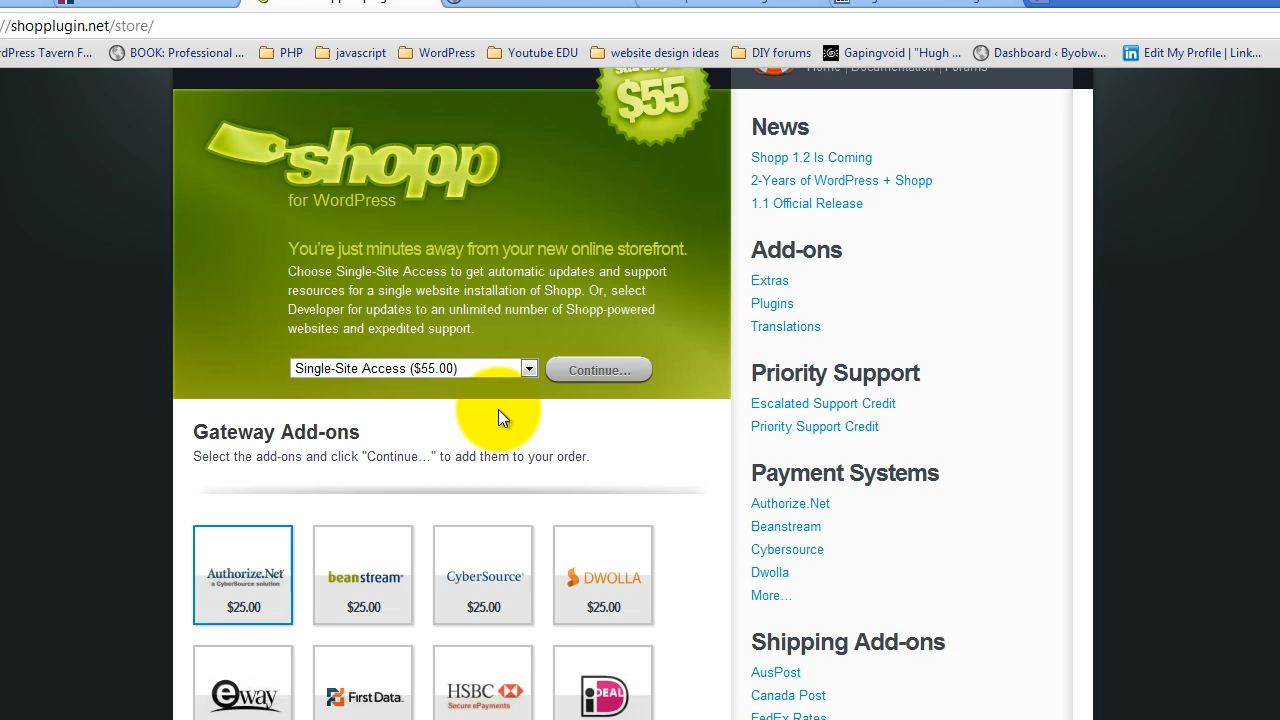 //shopplugin.net/store/
rdPress Tavern F...
BOOK: Professional ...
PHP
javascript
WordPress
Youtube EDU
website design ideas
DIY forums
Gapingvoid | "Hugh ...
Dashboard ‹ Byobw...
Edit My Profile | Link...
$55
shopp
for WordPress
You're just minutes away from your new online storefront.
Choose Single-Site Access to get automatic updates and support
resources for a single website installation of Shopp. Or, select
Developer for updates to an unlimited number of Shopp-powered
websites and expedited support.
Single-Site Access ($55.00)
Continue...
Gateway Add-ons
Select the add-ons and click "Continue..." to add them to your order.
Authorize.Net
a CyberSource solution
$25.00
beanstream
$25.00
CyberSource
$25.00
DWOLLA
$25.00
eway
First Data.
HSBC
Secure ePayments
iDEAL
Home | Documentation | Forums
News
Shopp 1.2 Is Coming
2-Years of WordPress + Shopp
1.1 Official Release
Add-ons
Extras
Plugins
Translations
Priority Support
Escalated Support Credit
Priority Support Credit
Payment Systems
Authorize.Net
Beanstream
Cybersource
Dwolla
More...
Shipping Add-ons
AusPost
Canada Post
FedEx Rates